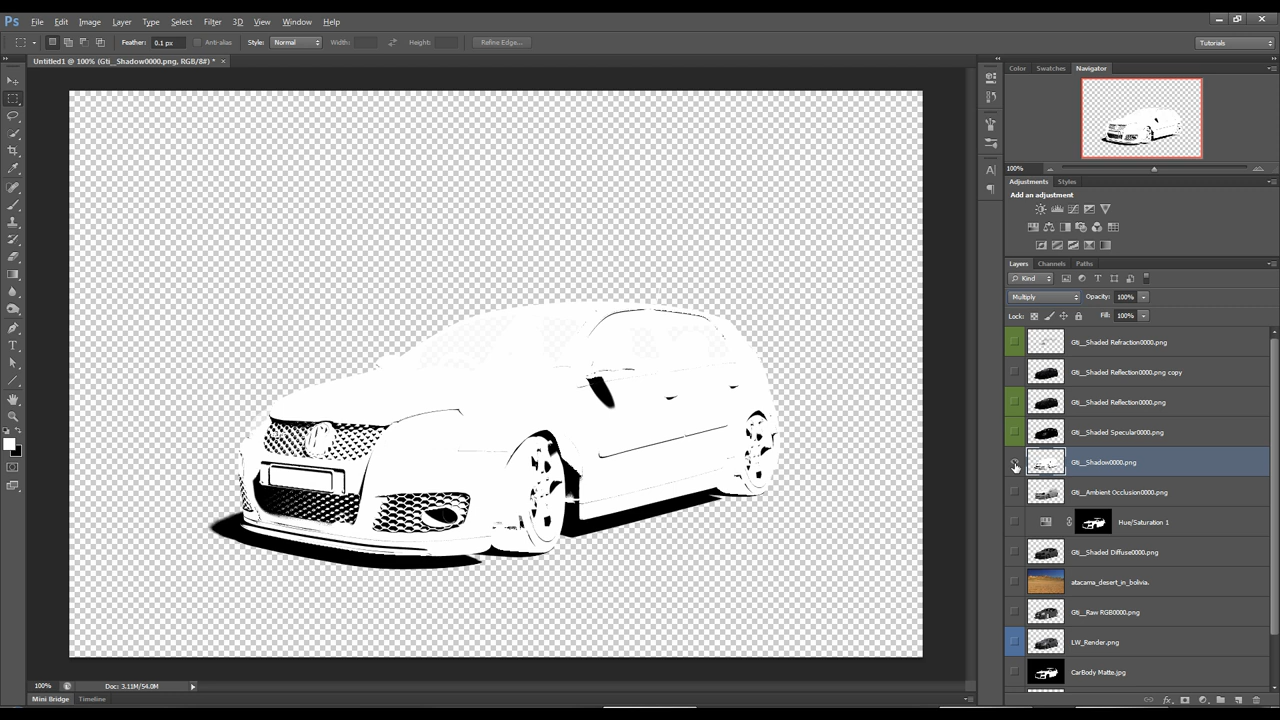 Ps File Edit Image Layer Type Select Filter 3D View Window Help
Feather: 0.1 px Anti-alias Style: Normal Width: Height: Refine Edge... Tutorials
Untitled1 @ 100% (Gti__Shadow0000.png, RGB/8#) * ×
Color Swatches Navigator
100%
Adjustments Styles
Add an adjustment
Layers Channels Paths
Kind
Multiply Opacity: 100%
Lock: Fill: 100%
Gti__Shaded Refraction0000.png
Gti__Shaded Reflection0000.png copy
Gti__Shaded Reflection0000.png
Gti__Shaded Specular0000.png
Gti__Shadow0000.png
Gti__Ambient Occlusion0000.png
Hue/Saturation 1
Gti__Shaded Diffuse0000.png
atacama_desert_in_bolivia.
Gti__Raw RGB0000.png
LW_Render.png
CarBody Matte.jpg
100% Doc: 3.11M/54.0M
Mini Bridge Timeline